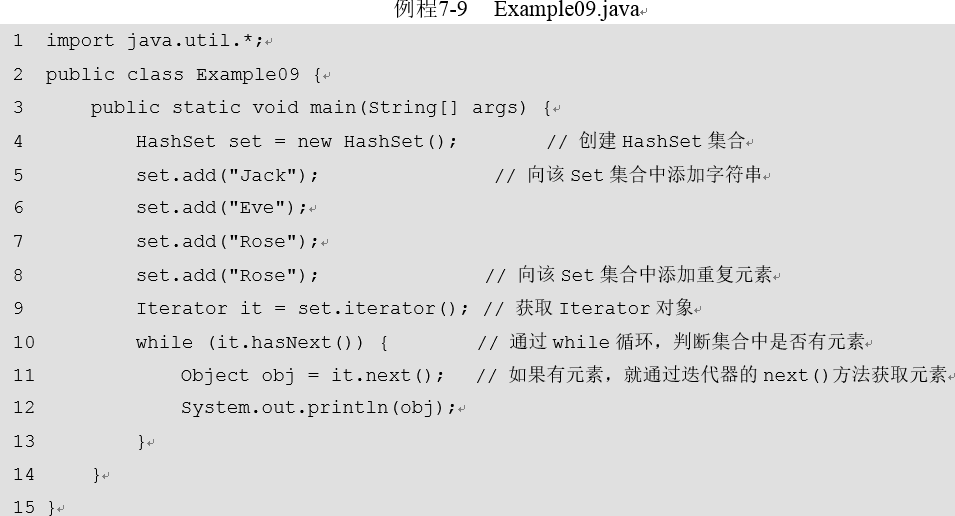 例程7-9 Example09.java
1 import java.util.*;
2 public class Example09 {
3     public static void main(String[] args) {
4         HashSet set = new HashSet();        // 创建 HashSet 集合
5         set.add("Jack");                // 向该 Set 集合中添加字符串
6         set.add("Eve");
7         set.add("Rose");
8         set.add("Rose");               // 向该 Set 集合中添加重复元素
9         Iterator it = set.iterator(); // 获取 Iterator 对象
10         while (it.hasNext()) {        // 通过 while 循环，判断集合中是否有元素
11             Object obj = it.next();   // 如果有元素，就通过迭代器的 next()方法获取元素
12             System.out.println(obj);
13         }
14     }
15 }